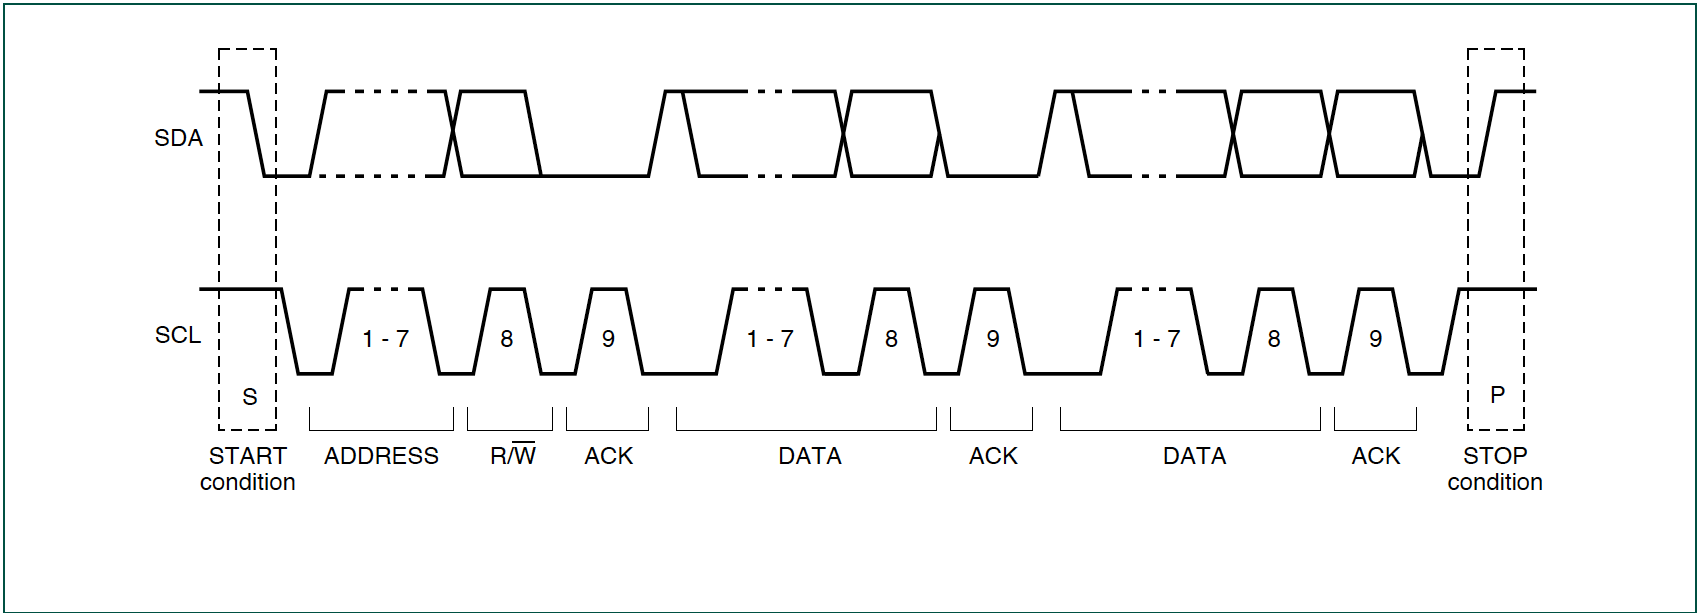 SDA
SCL
1 - 7
8
9
1 - 7
8
9
1 - 7
8
9
S
P
START
condition
ADDRESS
R/W̅
ACK
DATA
ACK
DATA
ACK
STOP
condition